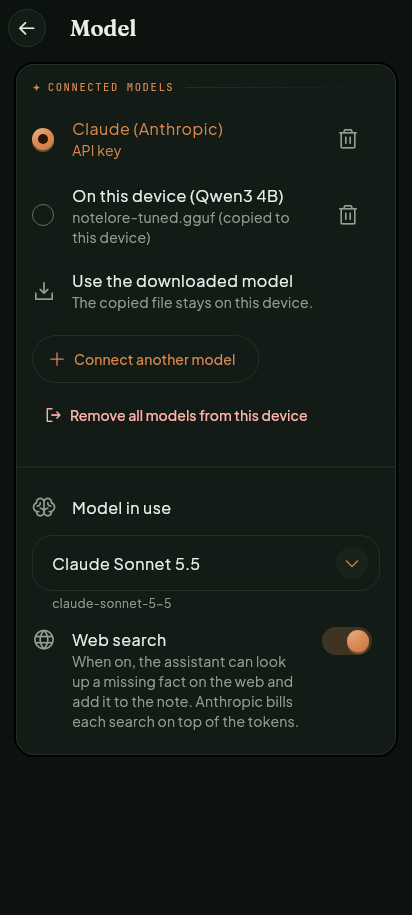 Model
CONNECTED MODELS
Claude (Anthropic)
API key
On this device (Qwen3 4B)
notelore-tuned.gguf (copied to
this device)
Use the downloaded model
The copied file stays on this device.
Connect another model
Remove all models from this device
Model in use
Claude Sonnet 5.5
claude-sonnet-5-5
Web search
When on, the assistant can look
up a missing fact on the web and
add it to the note. Anthropic bills
each search on top of the tokens.